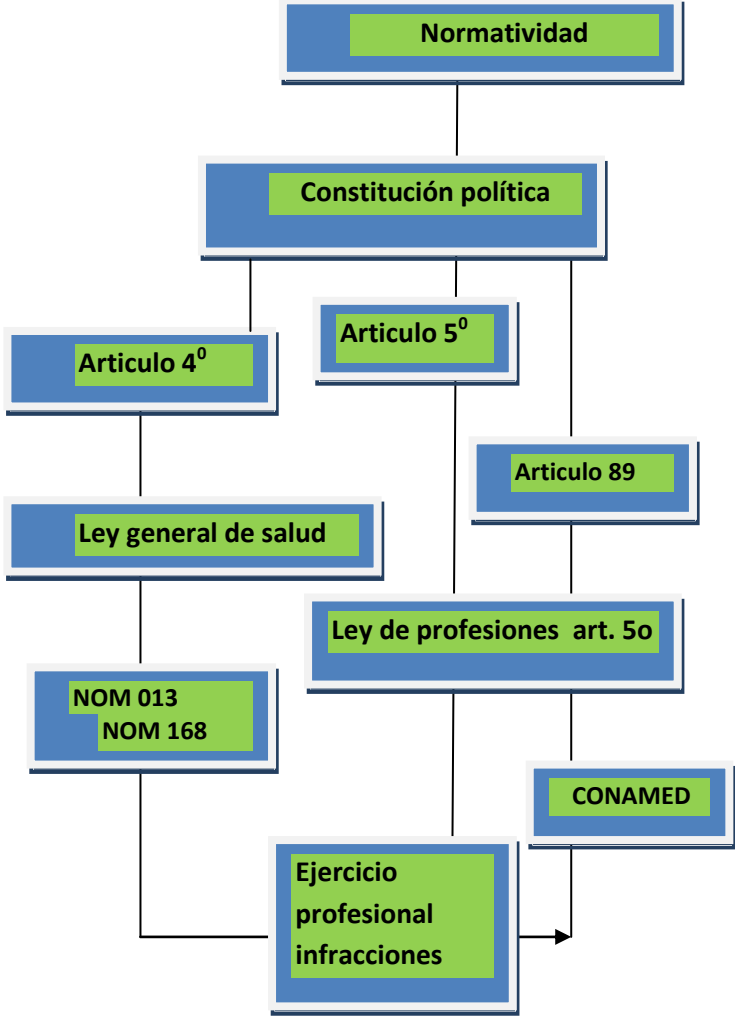 Normatividad
Constitución política
Articulo 5⁰
Articulo 4⁰
Articulo 89
Ley general de salud
Ley de profesiones art. 5o
NOM 013
NOM 168
CONAMED
Ejercicio
profesional
infracciones